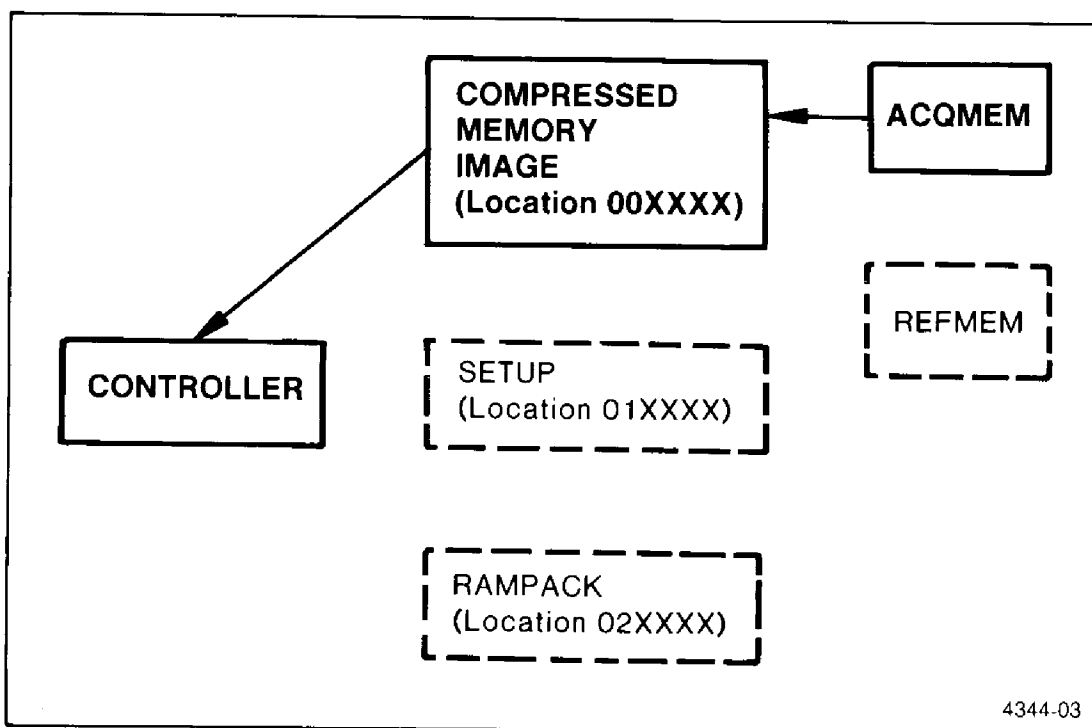 COMPRESSED
MEMORY
IMAGE
(Location 00XXXX)
ACQMEM
REFMEM
CONTROLLER
SETUP
(Location 01XXXX)
RAMPACK
(Location 02XXXX)
4344-03